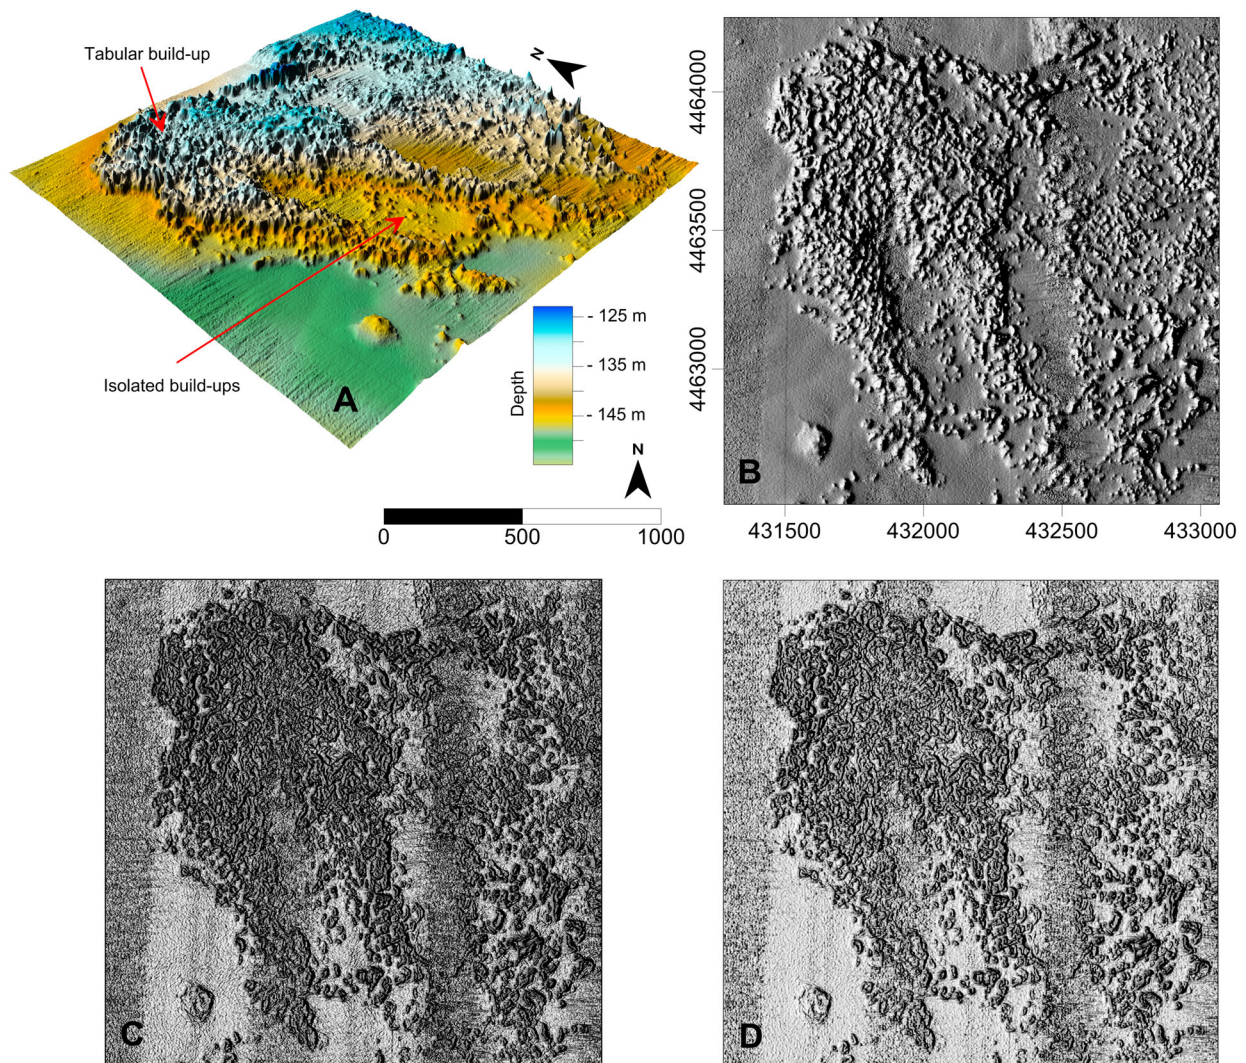 Tabular build-up
N
Isolated build-ups
A
Depth
- 125 m
- 135 m
- 145 m
N
0
500
1000
4464000
4463500
4463000
B
431500
432000
432500
433000
C
D